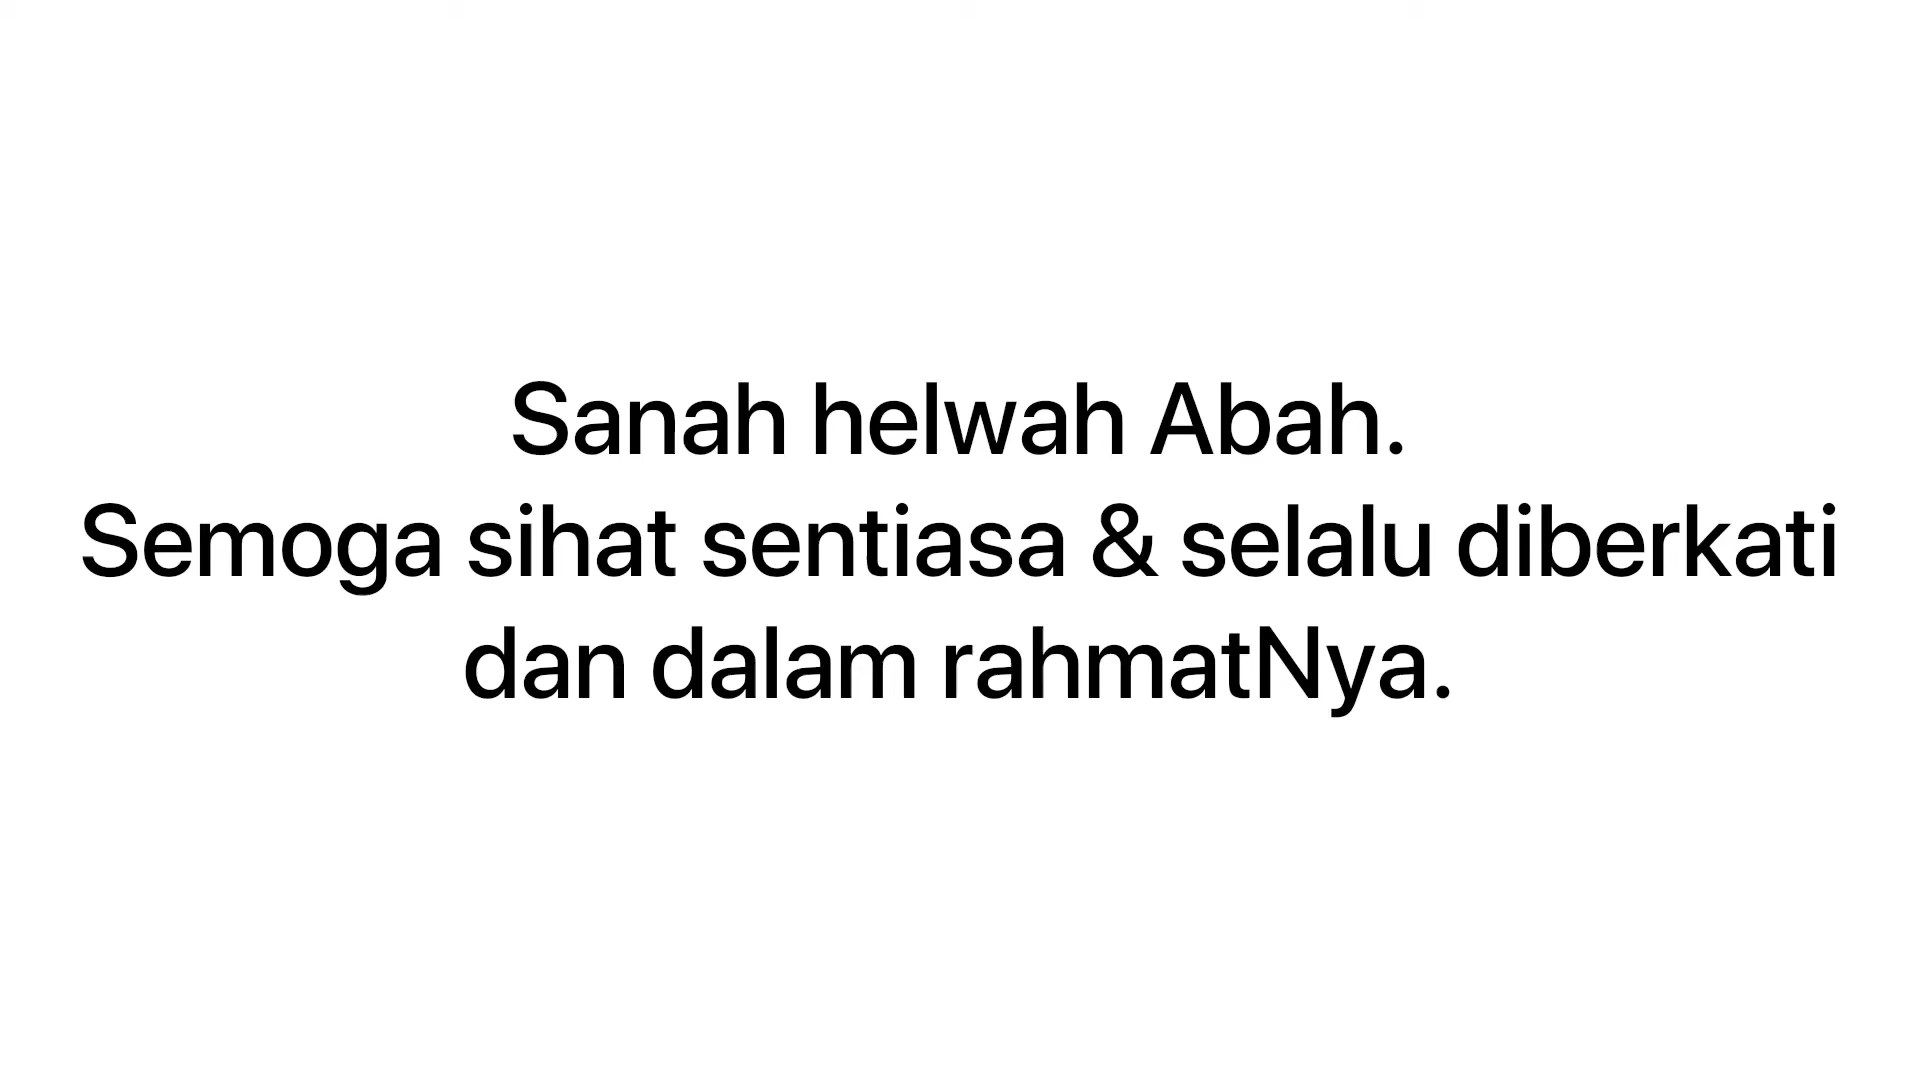 Sanah helwah Abah.
Semoga sihat sentiasa & selalu diberkati
dan dalam rahmatNya.